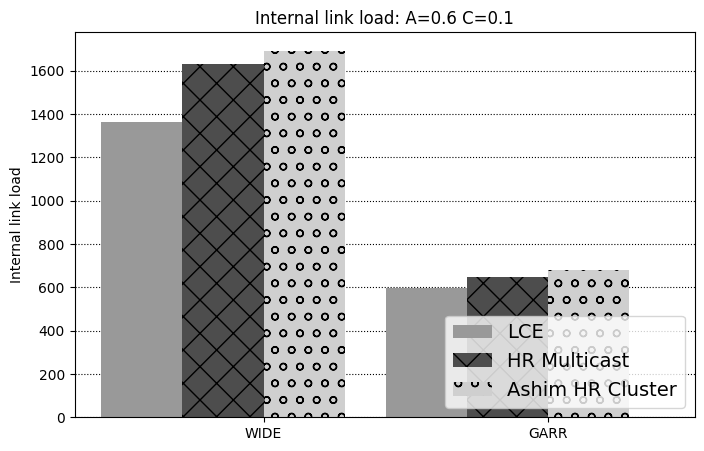 Internal link load: A=0.6 C=0.1
Internal link load
1600
1400
1200
1000
800
600
400
200
0
WIDE
GARR
LCE
HR Multicast
Ashim HR Cluster